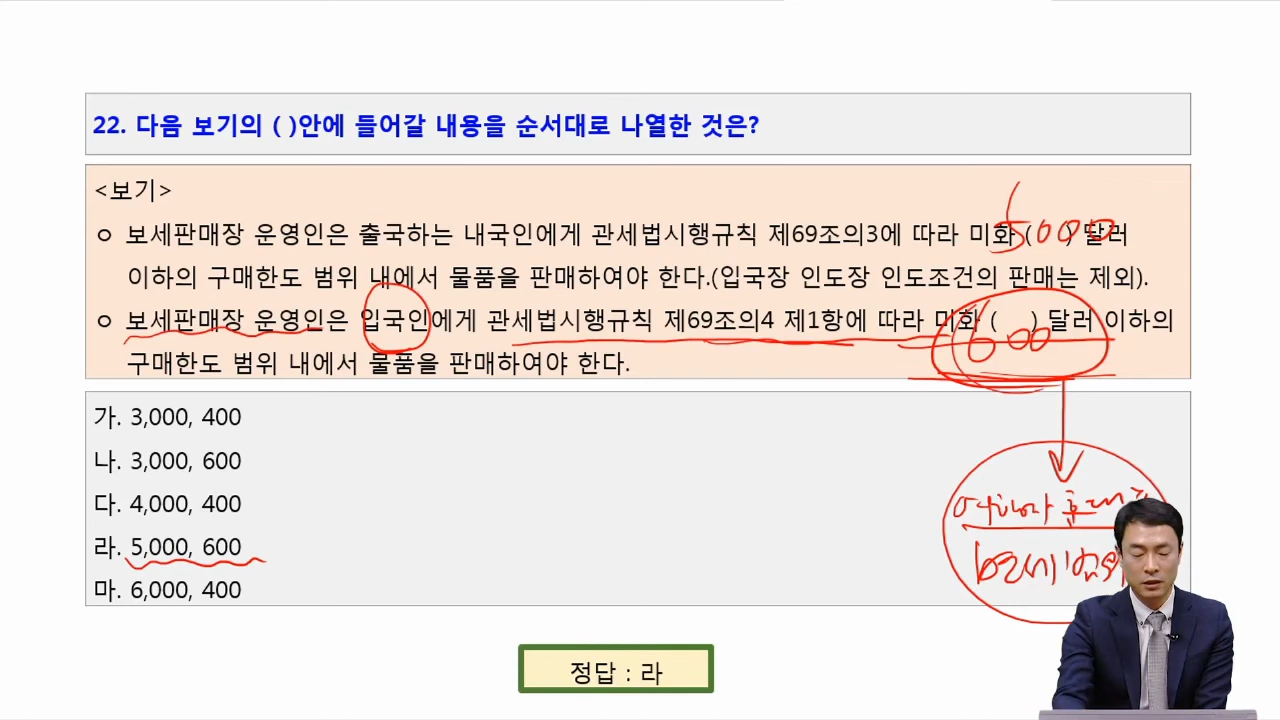 22. 다음 보기의 ( )안에 들어갈 내용을 순서대로 나열한 것은?
<보기>
ㅇ 보세판매장 운영인은 출국하는 내국인에게 관세법시행규칙 제69조의3에 따라 미화 ( ) 달러
5000
이하의 구매한도 범위 내에서 물품을 판매하여야 한다.(입국장 인도장 인도조건의 판매는 제외).
ㅇ 보세판매장 운영인은 입국인에게 관세법시행규칙 제69조의4 제1항에 따라 미화 ( ) 달러 이하의
600
구매한도 범위 내에서 물품을 판매하여야 한다.
가. 3,000, 400
나. 3,000, 600
다. 4,000, 400
라. 5,000, 600
마. 6,000, 400
정답 : 라